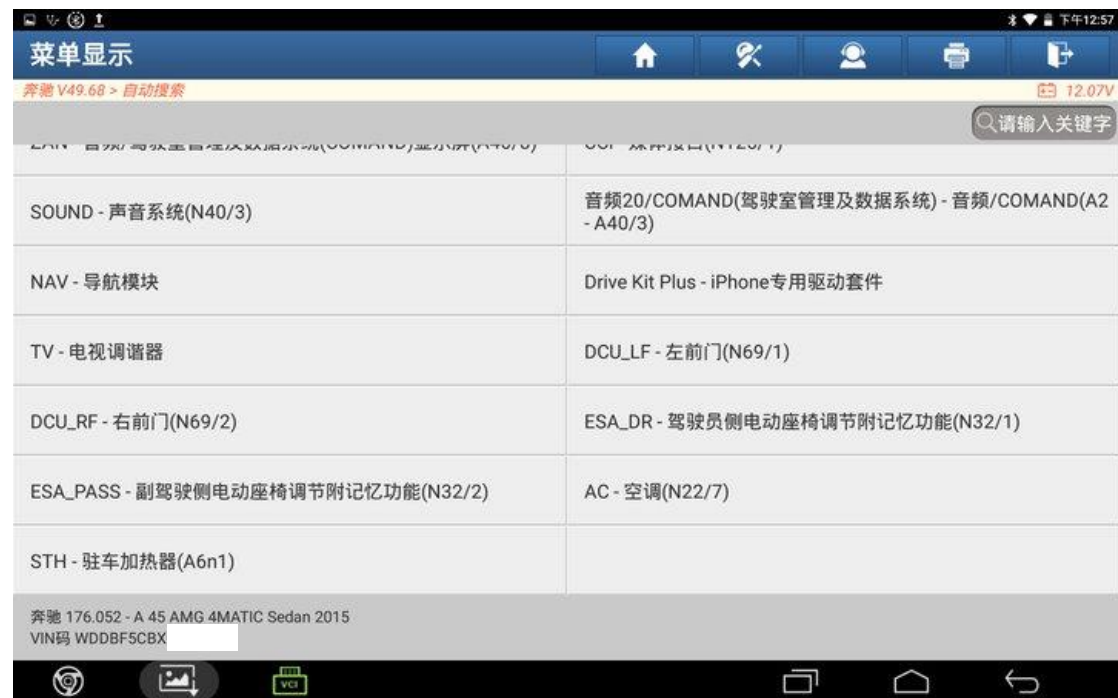 下午12:57
菜单显示
奔驰 V49.68 > 自动搜索
12.07V
请输入关键字
SOUND - 声音系统(N40/3)
音频20/COMAND(驾驶室管理及数据系统) - 音频/COMAND(A2
- A40/3)
NAV - 导航模块
Drive Kit Plus - iPhone专用驱动套件
TV - 电视调谐器
DCU_LF - 左前门(N69/1)
DCU_RF - 右前门(N69/2)
ESA_DR - 驾驶员侧电动座椅调节附记忆功能(N32/1)
ESA_PASS - 副驾驶侧电动座椅调节附记忆功能(N32/2)
AC - 空调(N22/7)
STH - 驻车加热器(A6n1)
奔驰 176.052 - A 45 AMG 4MATIC Sedan 2015
VIN码 WDDBF5CBX
VCI